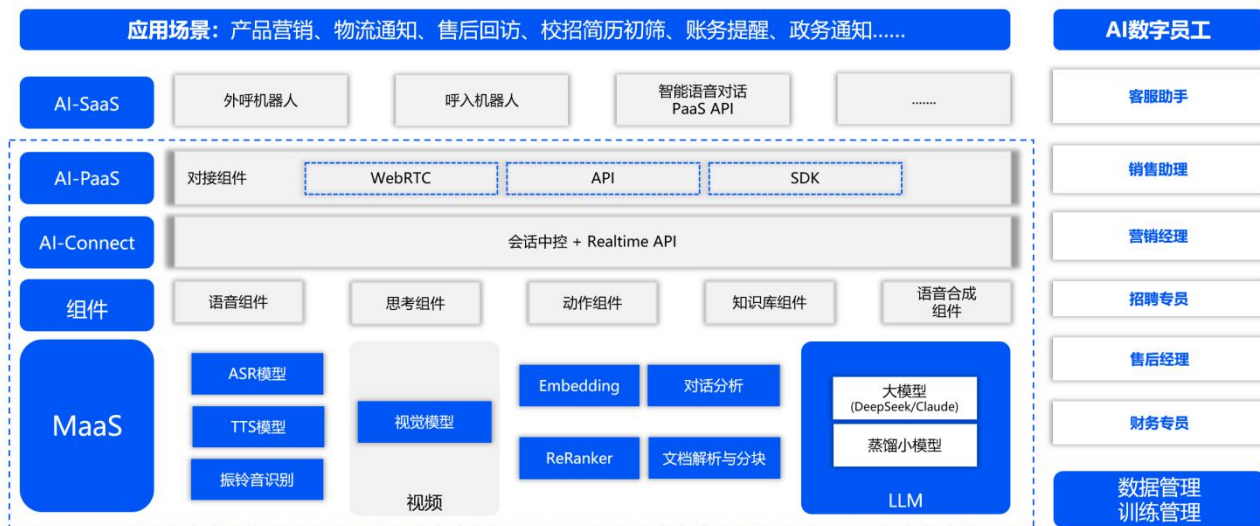 应用场景：产品营销、物流通知、售后回访、校招简历初筛、账务提醒、政务通知......
AI数字员工
AI-SaaS
外呼机器人
呼入机器人
智能语音对话
PaaS API
.......
客服助手
AI-PaaS
对接组件
WebRTC
API
SDK
销售助理
AI-Connect
会话中控 + Realtime API
营销经理
组件
语音组件
思考组件
动作组件
知识库组件
语音合成
组件
招聘专员
MaaS
ASR模型
TTS模型
振铃音识别
视觉模型
视频
Embedding
对话分析
ReRanker
文档解析与分块
大模型
(DeepSeek/Claude)
蒸馏小模型
LLM
售后经理
财务专员
数据管理
训练管理